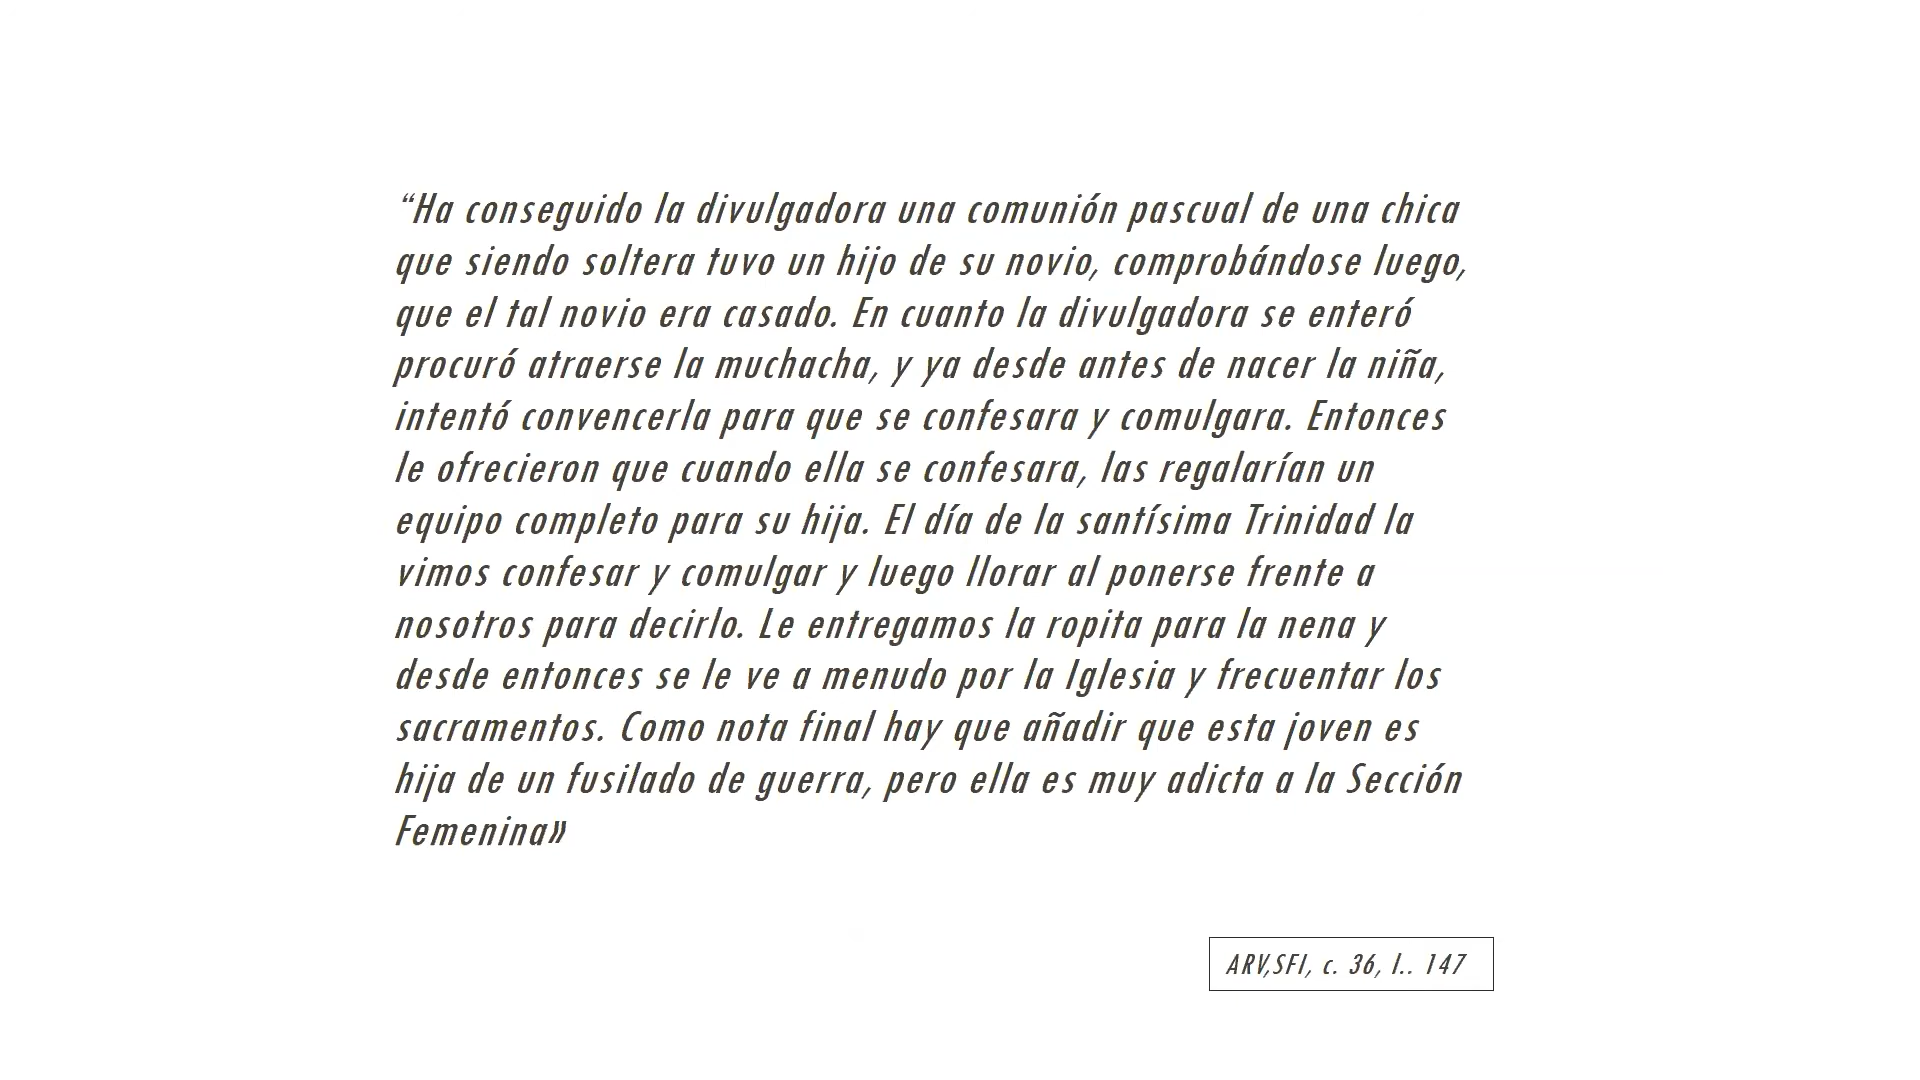 “Ha conseguido la divulgadora una comunión pascual de una chica
que siendo soltera tuvo un hijo de su novio, comprobándose luego,
que el tal novio era casado. En cuanto la divulgadora se enteró
procuró atraerse la muchacha, y ya desde antes de nacer la niña,
intentó convencerla para que se confesara y comulgara. Entonces
le ofrecieron que cuando ella se confesara, las regalarían un
equipo completo para su hija. El día de la santísima Trinidad la
vimos confesar y comulgar y luego llorar al ponerse frente a
nosotros para decirlo. Le entregamos la ropita para la nena y
desde entonces se le ve a menudo por la Iglesia y frecuentar los
sacramentos. Como nota final hay que añadir que esta joven es
hija de un fusilado de guerra, pero ella es muy adicta a la Sección
Femenina»
ARV,SFI, c. 36, l.. 147